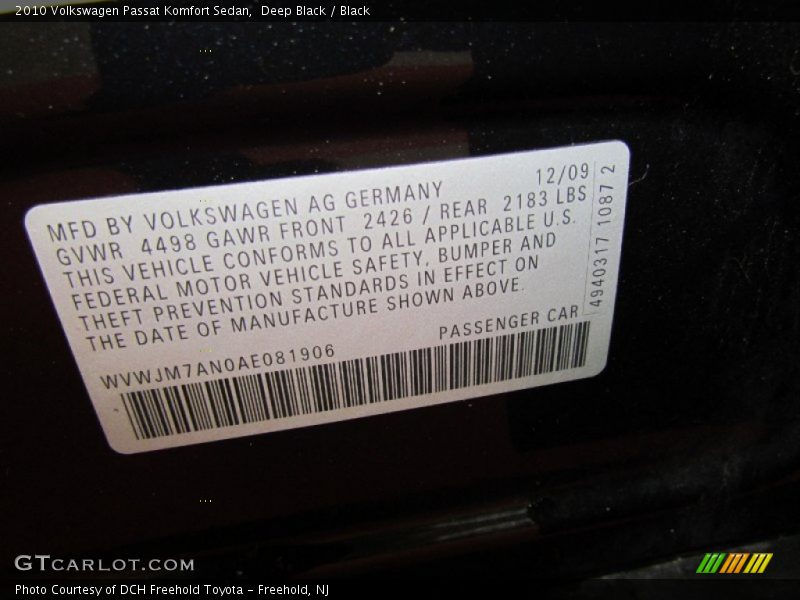 2010 Volkswagen Passat Komfort Sedan,  Deep Black / Black
12/09
MFD BY VOLKSWAGEN AG GERMANY
GVWR 4498 GAWR FRONT 2426 / REAR 2183 LBS
THIS VEHICLE CONFORMS TO ALL APPLICABLE U.S.
FEDERAL MOTOR VEHICLE SAFETY, BUMPER AND
THEFT PREVENTION STANDARDS IN EFFECT ON
THE DATE OF MANUFACTURE SHOWN ABOVE.
4940317 1087 2
PASSENGER CAR
WVWJM7AN0AE081906
GTCARLOT.COM
Photo Courtesy of DCH Freehold Toyota - Freehold, NJ